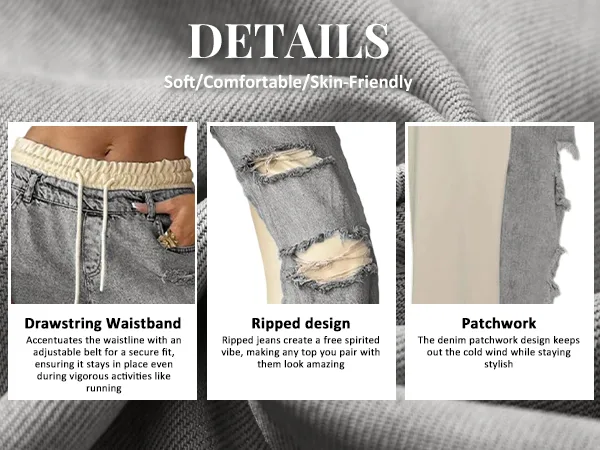 DETAILS
Soft/Comfortable/Skin-Friendly
Drawstring Waistband
Accentuates the waistline with an
adjustable belt for a secure fit,
ensuring it stays in place even
during vigorous activities like
running
Ripped design
Ripped jeans create a free spirited
vibe, making any top you pair with
them look amazing
Patchwork
The denim patchwork design keeps
out the cold wind while staying
stylish